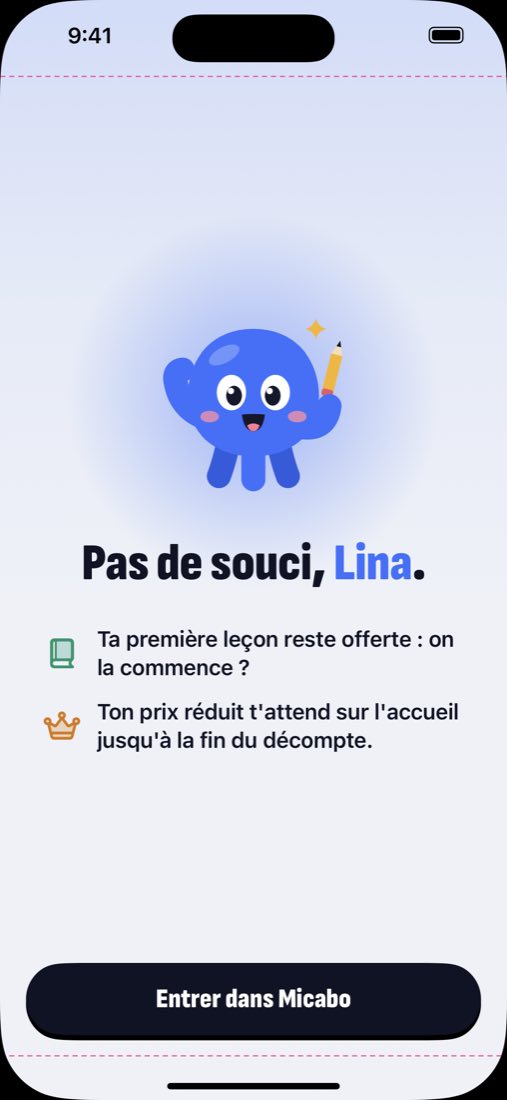 9:41
Pas de souci, Lina.
Ta première leçon reste offerte : on
la commence ?
Ton prix réduit t'attend sur l'accueil
jusqu'à la fin du décompte.
Entrer dans Micabo